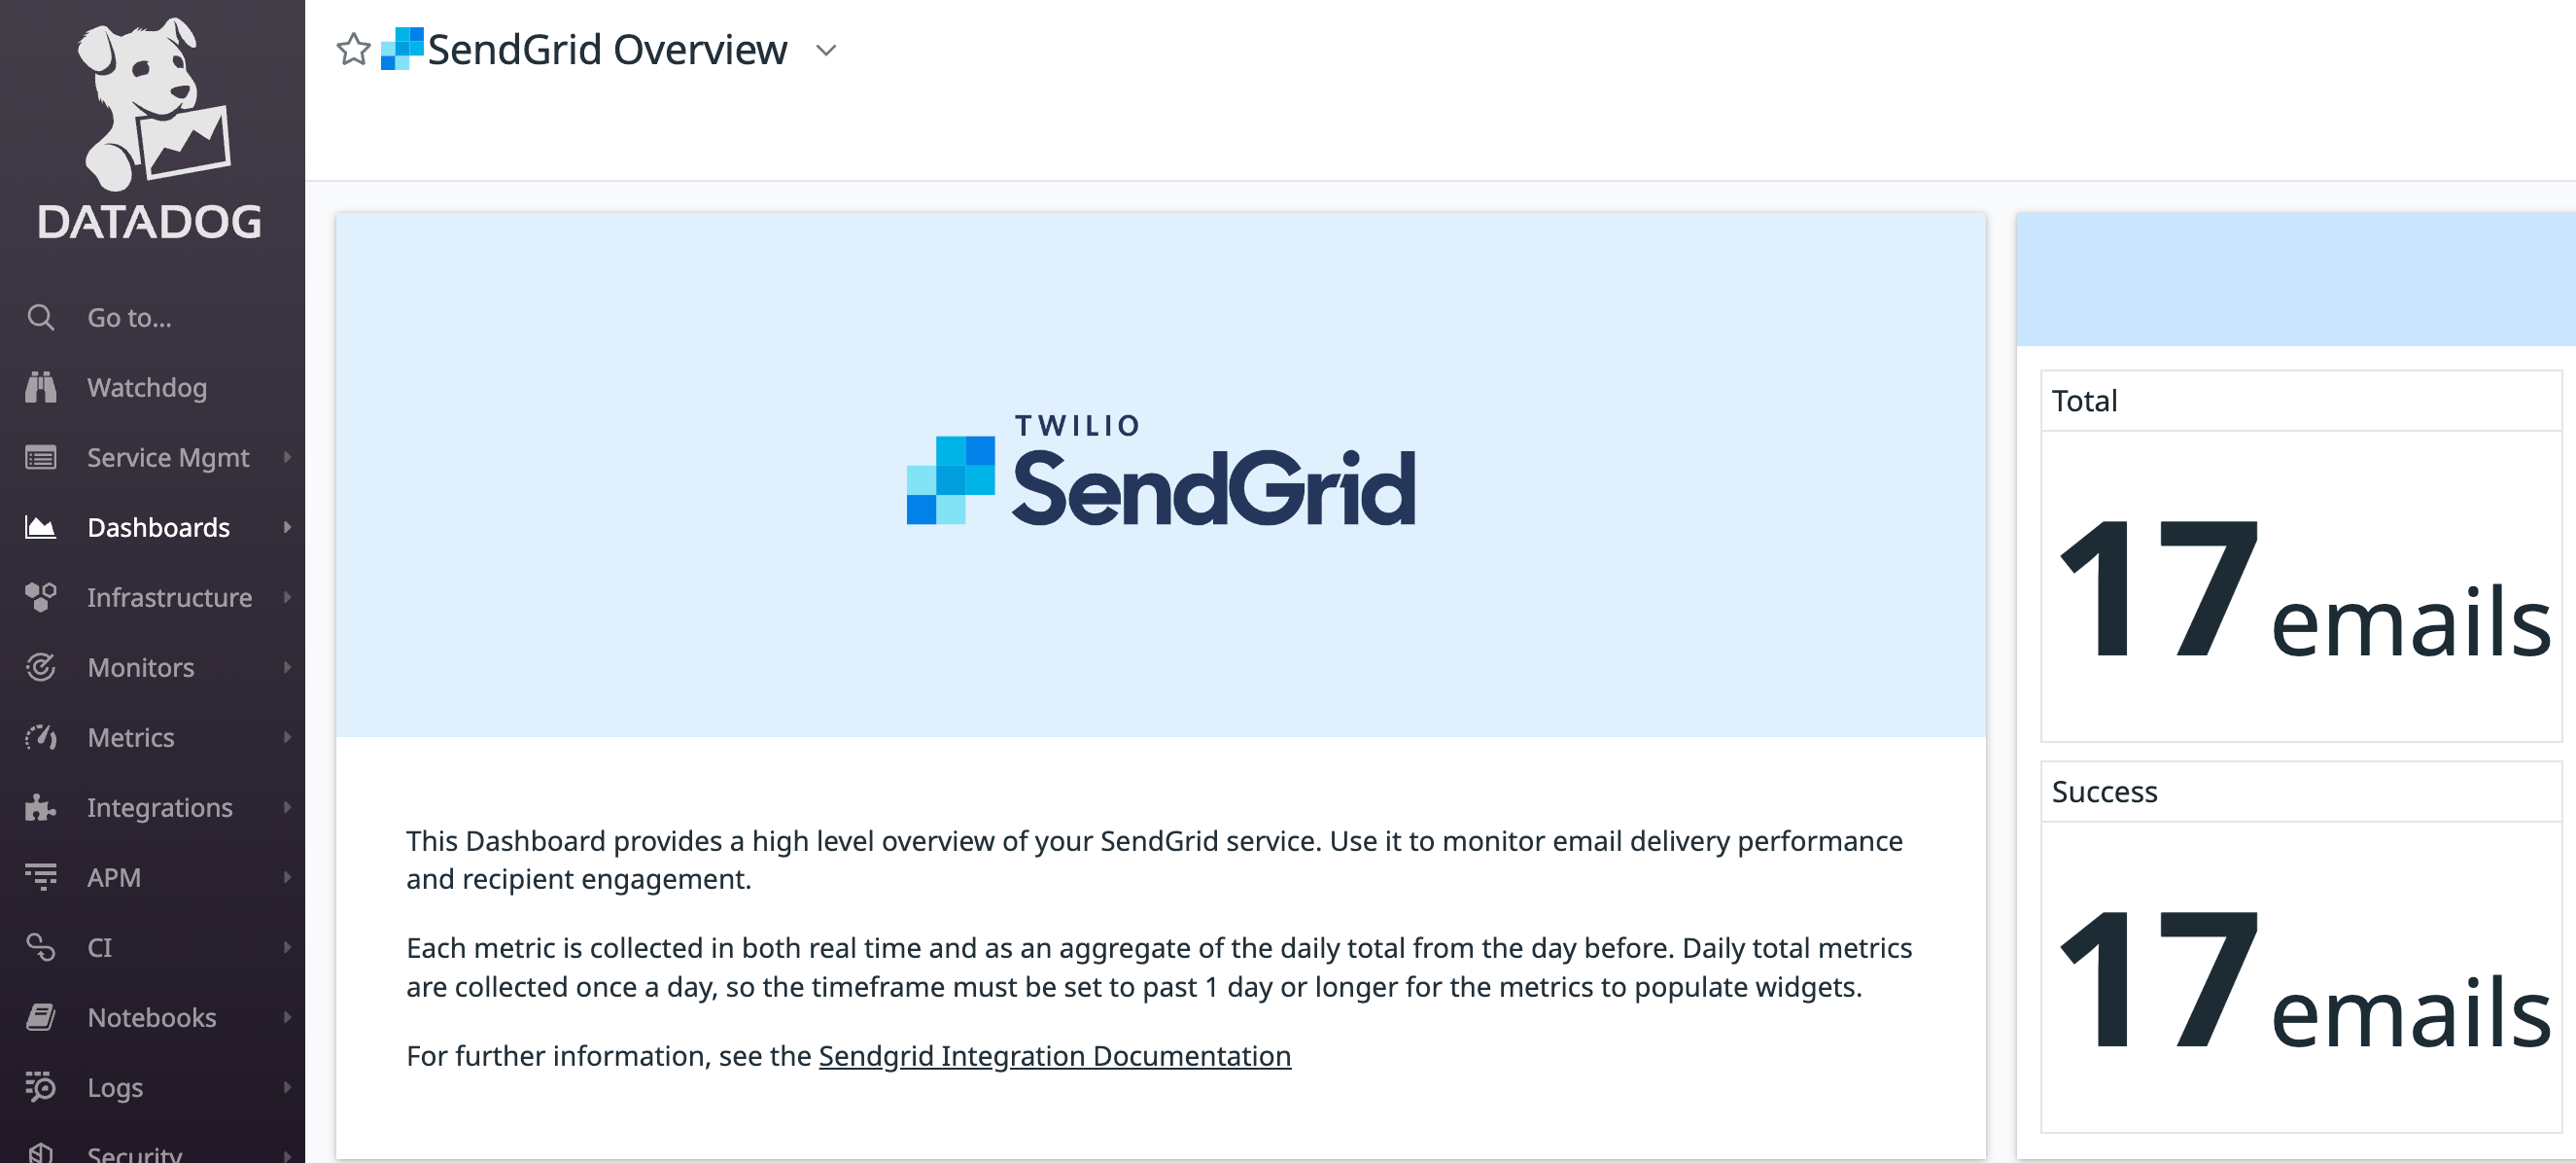 DATADOG
Go to...
Watchdog
Service Mgmt
Dashboards
Infrastructure
Monitors
Metrics
Integrations
APM
CI
Notebooks
Logs
Security
SendGrid Overview
TWILIO
SendGrid
This Dashboard provides a high level overview of your SendGrid service. Use it to monitor email delivery performance
and recipient engagement.
Each metric is collected in both real time and as an aggregate of the daily total from the day before. Daily total metrics
are collected once a day, so the timeframe must be set to past 1 day or longer for the metrics to populate widgets.
For further information, see the Sendgrid Integration Documentation
Total
17 emails
Success
17 emails